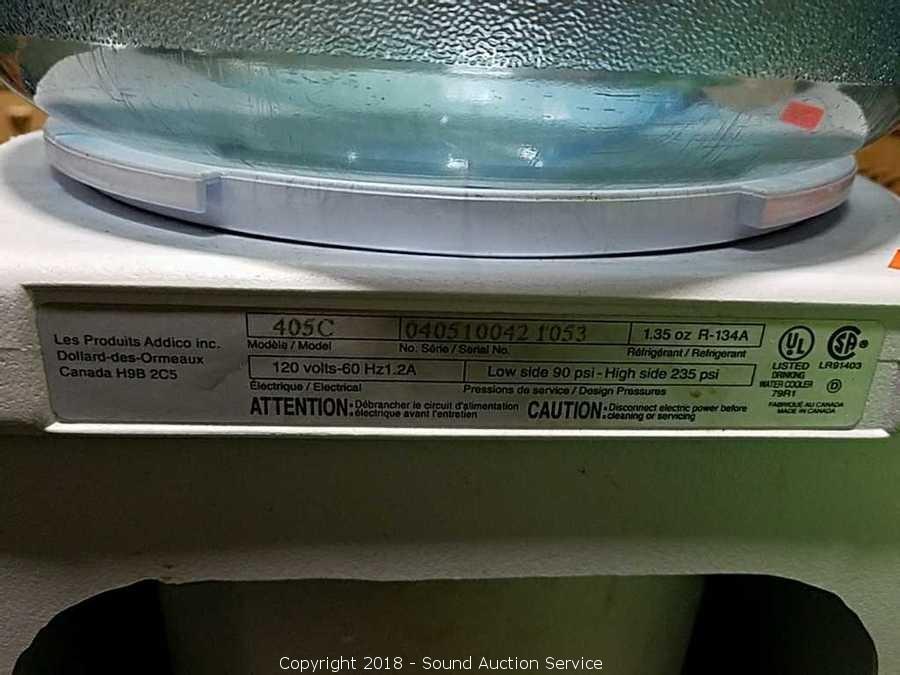 Les Produits Addico inc.
Dollard-des-Ormeaux
Canada H9B 2C5
405C
Modèle / Model
0405100421053
No. Série / Serial No.
1.35 oz R-134A
Réfrigérant / Refrigerant
120 volts-60 Hz1.2A
Électrique / Electrical
Low side 90 psi - High side 235 psi
Pressions de service / Design Pressures
ATTENTION: Débrancher le circuit d'alimentation
électrique avant l'entretien
CAUTION: Disconnect electric power before
cleaning or servicing
UL
LISTED
DRINKING
WATER COOLER
79R1
SA
LR91403
D
FABRIQUÉ AU CANADA
MADE IN CANADA
Copyright 2018 - Sound Auction Service